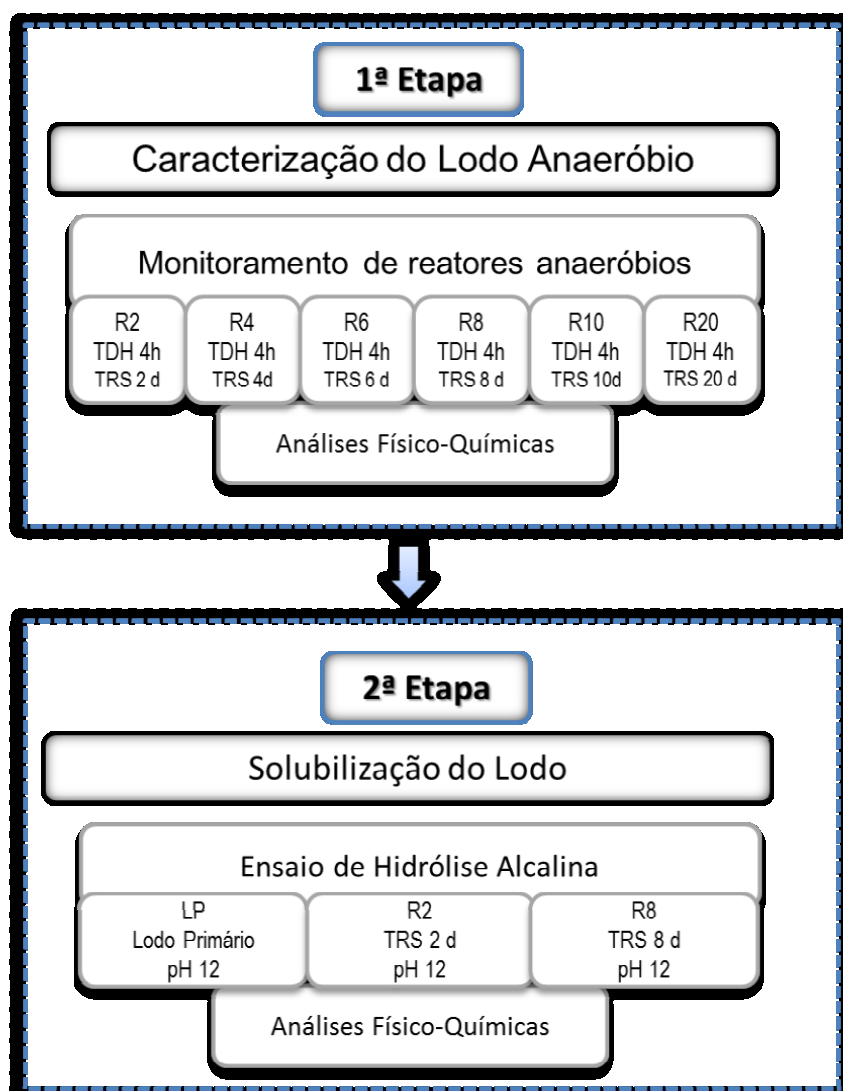 1ª Etapa
Caracterização do Lodo Anaeróbio
Monitoramento de reatores anaeróbios
R2
TDH 4h
TRS 2 d
R4
TDH 4h
TRS 4d
R6
TDH 4h
TRS 6 d
R8
TDH 4h
TRS 8 d
R10
TDH 4h
TRS 10d
R20
TDH 4h
TRS 20 d
Análises Físico-Químicas
2ª Etapa
Solubilização do Lodo
Ensaio de Hidrólise Alcalina
LP
Lodo Primário
pH 12
R2
TRS 2 d
pH 12
R8
TRS 8 d
pH 12
Análises Físico-Químicas